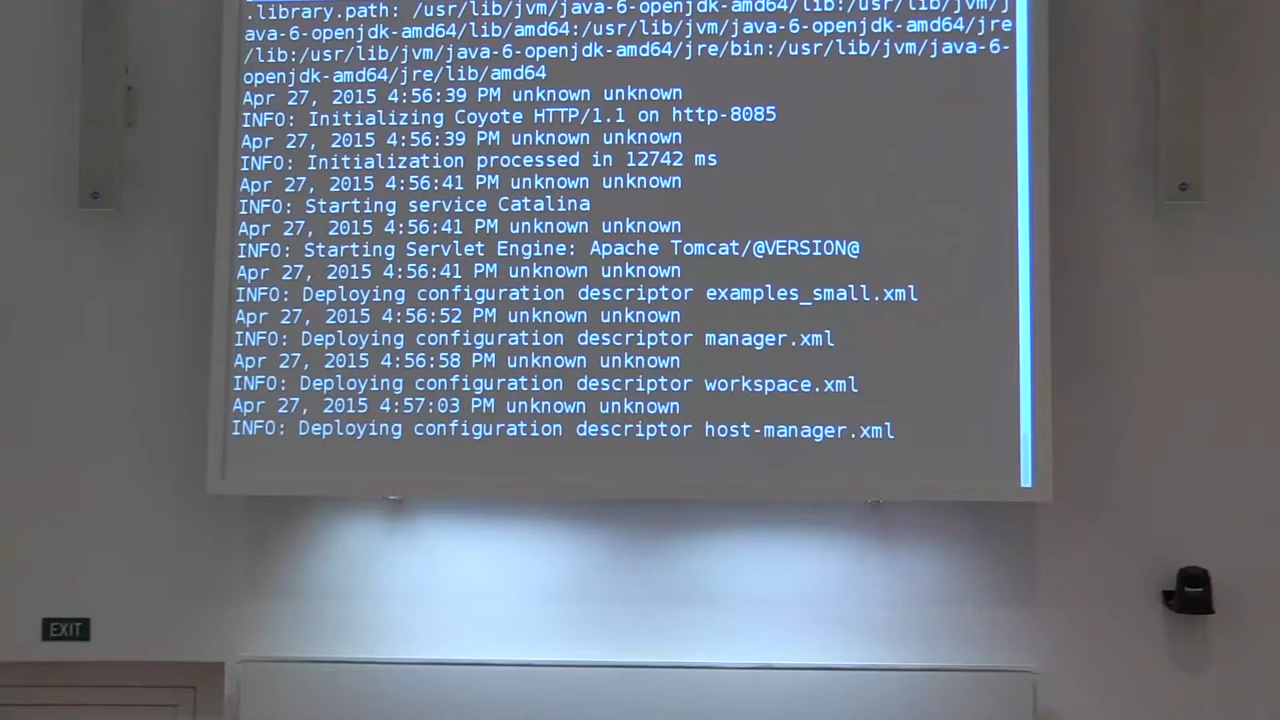 .library.path: /usr/lib/jvm/java-6-openjdk-amd64/lib:/usr/lib/jvm/j
ava-6-openjdk-amd64/lib/amd64:/usr/lib/jvm/java-6-openjdk-amd64/jre
/lib:/usr/lib/jvm/java-6-openjdk-amd64/jre/bin:/usr/lib/jvm/java-6-
openjdk-amd64/jre/lib/amd64
Apr 27, 2015 4:56:39 PM unknown unknown
INFO: Initializing Coyote HTTP/1.1 on http-8085
Apr 27, 2015 4:56:39 PM unknown unknown
INFO: Initialization processed in 12742 ms
Apr 27, 2015 4:56:41 PM unknown unknown
INFO: Starting service Catalina
Apr 27, 2015 4:56:41 PM unknown unknown
INFO: Starting Servlet Engine: Apache Tomcat/@VERSION@
Apr 27, 2015 4:56:41 PM unknown unknown
INFO: Deploying configuration descriptor examples_small.xml
Apr 27, 2015 4:56:52 PM unknown unknown
INFO: Deploying configuration descriptor manager.xml
Apr 27, 2015 4:56:58 PM unknown unknown
INFO: Deploying configuration descriptor workspace.xml
Apr 27, 2015 4:57:03 PM unknown unknown
INFO: Deploying configuration descriptor host-manager.xml
EXIT